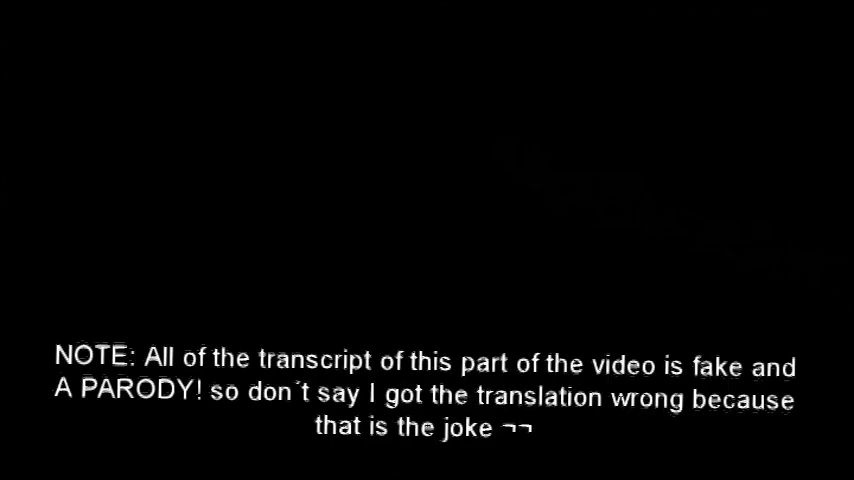 NOTE: All of the transcript of this part of the video is fake and
A PARODY! so don´t say I got the translation wrong because
that is the joke ¬¬